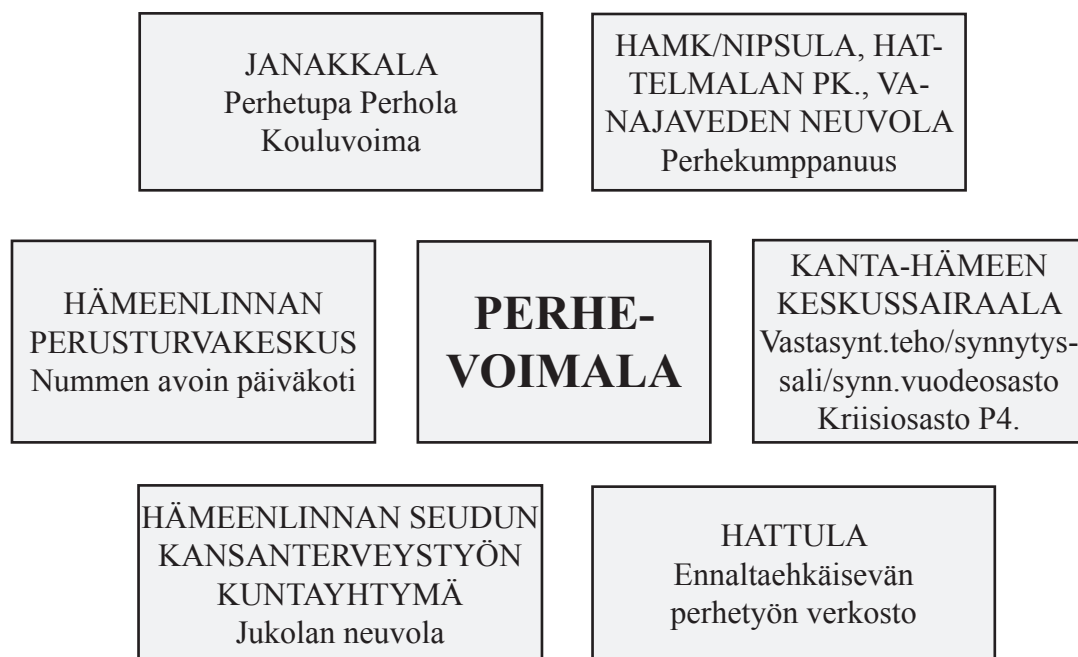 JANAKKALA
Perhetupa Perhola
Kouluvoima
HAMK/NIPSULA, HAT-
TELMALAN PK., VA-
NAJAVEDEN NEUVOLA
Perhekumppanuus
HÄMEENLINNAN
PERUSTURVAKESKUS
Nummen avoin päiväkoti
PERHE-
VOIMALA
KANTA-HÄMEEN
KESKUSSAIRAALA
Vastasynt.teho/synnytys-
sali/synn.vuodeosasto
Kriisiosasto P4.
HÄMEENLINNAN SEUDUN
KANSANTERVEYSTYÖN
KUNTAYHTYMÄ
Jukolan neuvola
HATTULA
Ennaltaehkäisevän
perhetyön verkosto